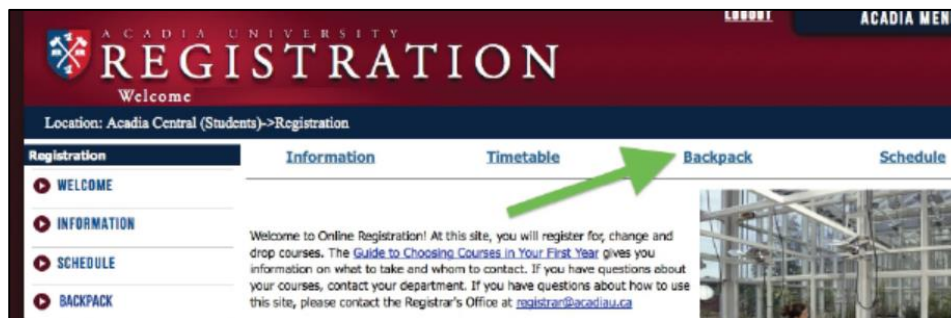 LOGOUT
ACADIA MEN
ACADIA UNIVERSITY
REGISTRATION
Welcome
Location: Acadia Central (Students)->Registration
Registration
Information Timetable Backpack Schedule
WELCOME
INFORMATION
SCHEDULE
BACKPACK
Welcome to Online Registration! At this site, you will register for, change and
drop courses. The Guide to Choosing Courses in Your First Year gives you
information on what to take and whom to contact. If you have questions about
your courses, contact your department. If you have questions about how to use
this site, please contact the Registrar's Office at registrar@acadiau.ca